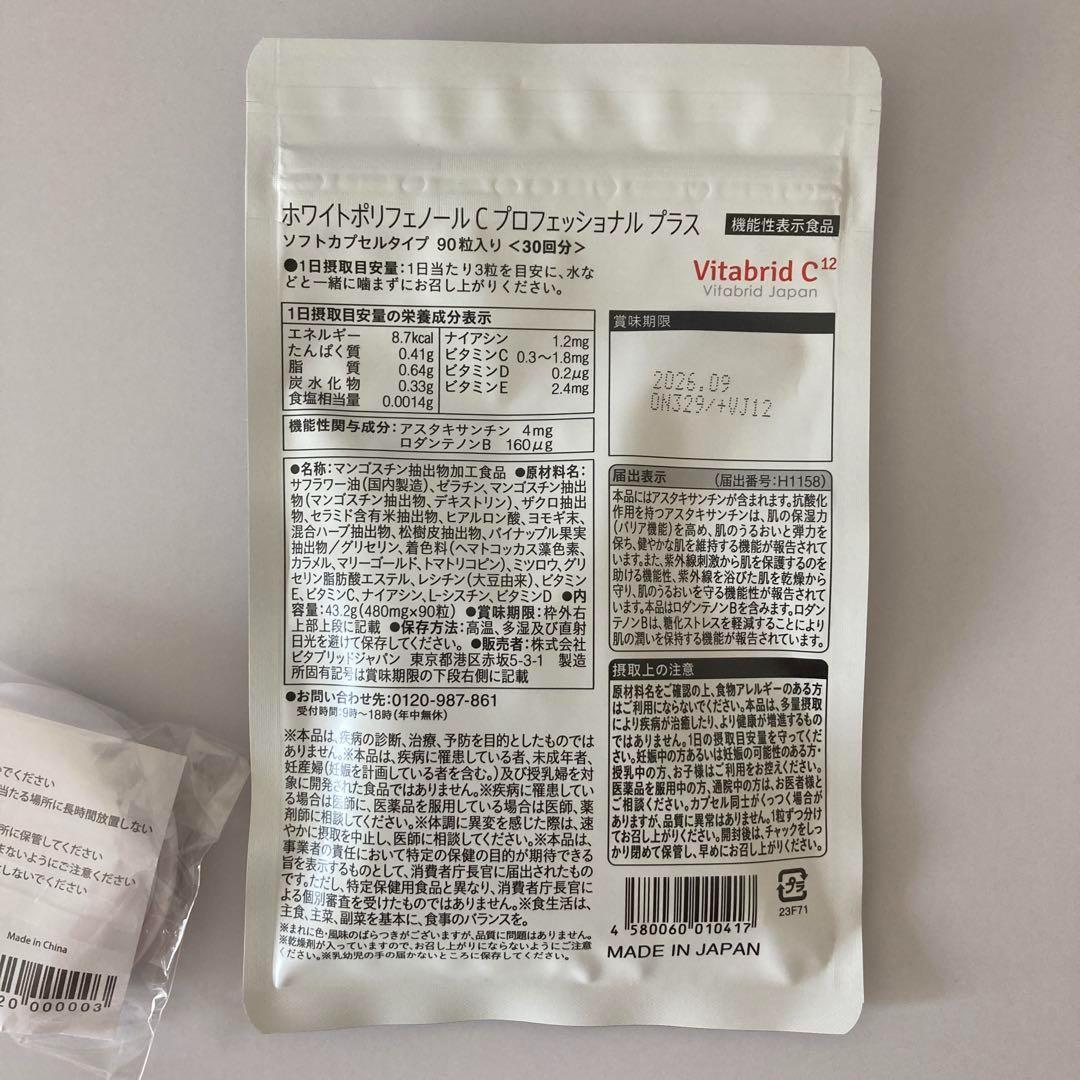 ホワイトポリフェノールC プロフェッショナル プラス
機能性表示食品
ソフトカプセルタイプ 90粒入り <30回分>
●1日摂取目安量:1日当たり3粒を目安に、水な
どと一緒に噛まずにお召し上がりください。
Vitabrid C12
Vitabrid Japan
1日摂取目安量の栄養成分表示
エネルギー 8.7kcal
たんぱく質 0.41g
脂質 0.64g
炭水化物 0.33g
食塩相当量 0.0014g
ナイアシン 1.2mg
ビタミンC 0.3~1.8mg
ビタミンD 0.2μg
ビタミンE 2.4mg
機能性関与成分:アスタキサンチン 4mg
ロダンテノンB 160μg
賞味期限
2026.09
ON329/+VJ12
●名称:マンゴスチン抽出物加工食品 ●原材料名:
サフラワー油(国内製造)、ゼラチン、マンゴスチン抽出
物(マンゴスチン抽出物、デキストリン)、ザクロ抽出
物、セラミド含有米抽出物、ヒアルロン酸、ヨモギ末、
混合ハーブ抽出物、松樹皮抽出物、パイナップル果実
抽出物/グリセリン、着色料(ヘマトコッカス藻色素、
カラメル、マリーゴールド、トマトリコピン)、ミツロウ、グリ
セリン脂肪酸エステル、レシチン(大豆由来)、ビタミン
E、ビタミンC、ナイアシン、L-シスチン、ビタミンD ●内
容量:43.2g(480mg×90粒) ●賞味期限:枠外右
上部上段に記載 ●保存方法:高温、多湿及び直射
日光を避けて保存してください。 ●販売者:株式会社
ビタブリッドジャパン 東京都港区赤坂5-3-1 製造
所固有記号は賞味期限の下段右側に記載
届出表示 (届出番号:H1158)
本品にはアスタキサンチンが含まれます。抗酸化
作用を持つアスタキサンチンは、肌の保湿力
(バリア機能)を高め、肌のうるおいと弾力を
保ち、健やかな肌を維持する機能が報告されて
います。また、紫外線刺激から肌を保護するのを
助ける機能性、紫外線を浴びた肌を乾燥から
守り、肌のうるおいを守る機能性が報告されて
います。本品はロダンテノンBを含みます。ロダン
テノンBは、糖化ストレスを軽減することにより
肌の潤いを保持する機能が報告されています。
●お問い合わせ先:0120-987-861
受付時間:9時~18時(年中無休)
※本品は、疾病の診断、治療、予防を目的としたものでは
ありません。※本品は、疾病に罹患している者、未成年者、
妊産婦(妊娠を計画している者を含む。)及び授乳婦を対
象に開発された食品ではありません。※疾病に罹患してい
る場合は医師に、医薬品を服用している場合は医師、薬
剤師に相談してください。※体調に異変を感じた際は、速
やかに摂取を中止し、医師に相談してください。※本品は、
事業者の責任において特定の保健の目的が期待できる
旨を表示するものとして、消費者庁長官に届出されたもの
です。ただし、特定保健用食品と異なり、消費者庁長官に
よる個別審査を受けたものではありません。※食生活は、
主食、主菜、副菜を基本に、食事のバランスを。
※まれに色・風味のばらつきがございますが、品質に問題はありません。
※乾燥剤が入っていますので、お召し上がりにならないようにご注意
ください。※乳幼児の手の届かないところに保存してください。
摂取上の注意
原材料名をご確認の上、食物アレルギーのある方
はご利用にならないでください。本品は、多量摂取
により疾病が治癒したり、より健康が増進するもの
ではありません。1日の摂取目安量を守ってくだ
さい。妊娠中の方あるいは妊娠の可能性のある方・
授乳中の方、お子様はご利用をお控えください。
医薬品を服用中の方、通院中の方は、お医者様と
ご相談ください。カプセル同士がくっつく場合が
ありますが、品質に異常はありません。1粒ずつ分け
てお召し上がりください。開封後は、チャックをしっ
かり閉めて保管し、早めにお召し上がりください。
プラ
23F71
4 580060 010417
MADE IN JAPAN
でください
当たる場所に長時間放置しない
所に保管してください
まないようにご注意ください
しないでください
Made in China
20 000003